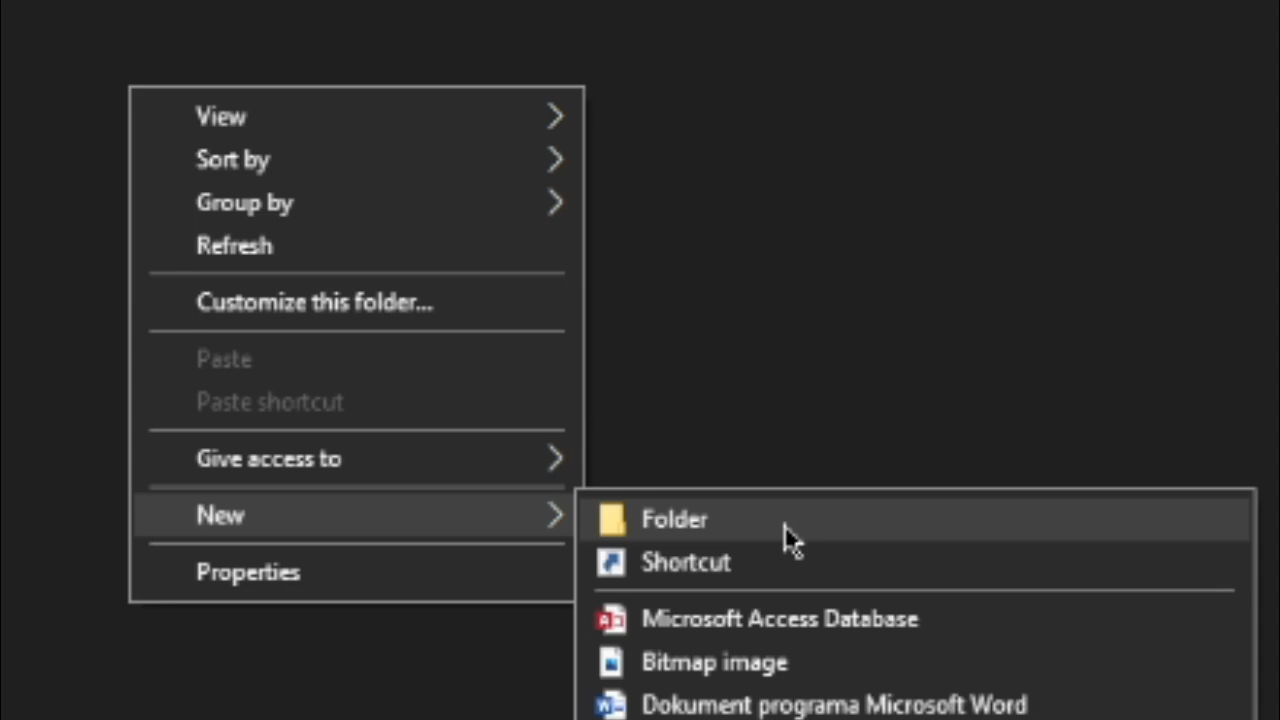 View
Sort by
Group by
Refresh
Customize this folder...
Paste
Paste shortcut
Give access to
New
Properties
Folder
Shortcut
Microsoft Access Database
Bitmap image
Dokument programa Microsoft Word